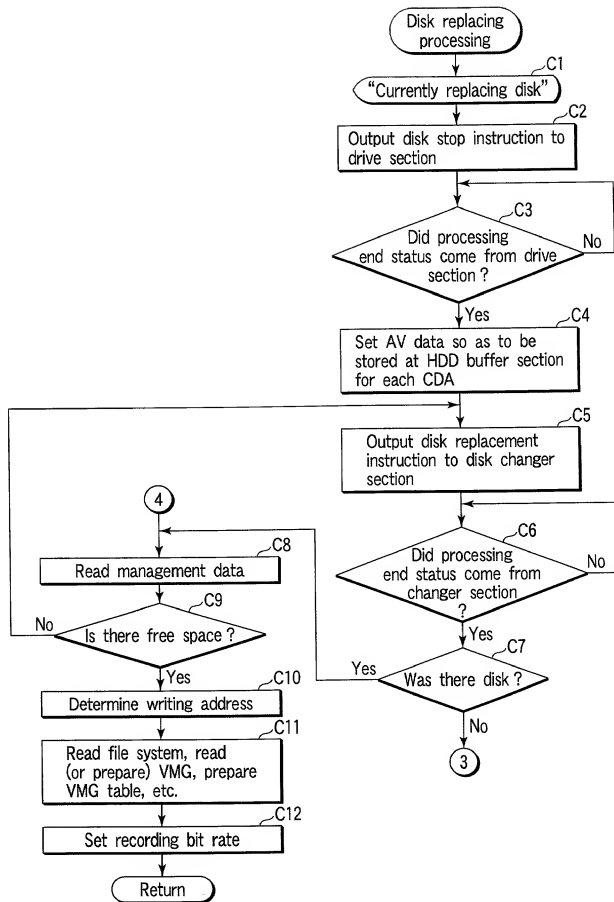 Disk replacing
processing
C1
“Currently replacing disk”
C2
Output disk stop instruction to
drive section
C3
Did processing
end status come from drive
section ?
No
Yes
C4
Set AV data so as to be
stored at HDD buffer section
for each CDA
C5
Output disk replacement
instruction to disk changer
section
C6
Did processing
end status come from
changer section
?
No
Yes
C7
Was there disk ?
Yes
No
3
4
C8
Read management data
C9
Is there free space ?
No
Yes
C10
Determine writing address
C11
Read file system, read
(or prepare) VMG, prepare
VMG table, etc.
C12
Set recording bit rate
Return